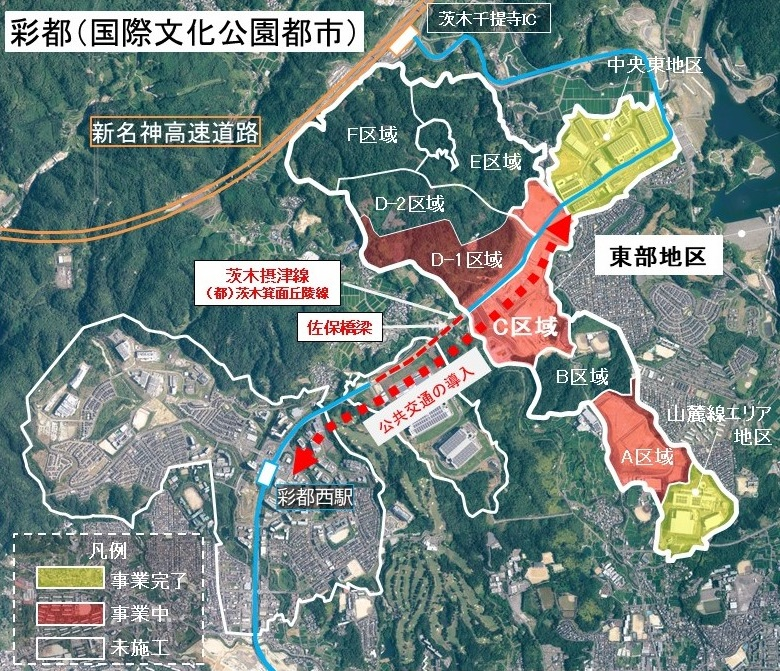 彩都(国際文化公園都市)
茨木千提寺IC
中央東地区
新名神高速道路
F区域
E区域
D-2区域
D-1区域
東部地区
茨木摂津線
(都)茨木箕面丘陵線
佐保橋梁
C区域
B区域
公共交通の導入
山麓線エリア
地区
A区域
彩都西駅
凡例
事業完了
事業中
未施工